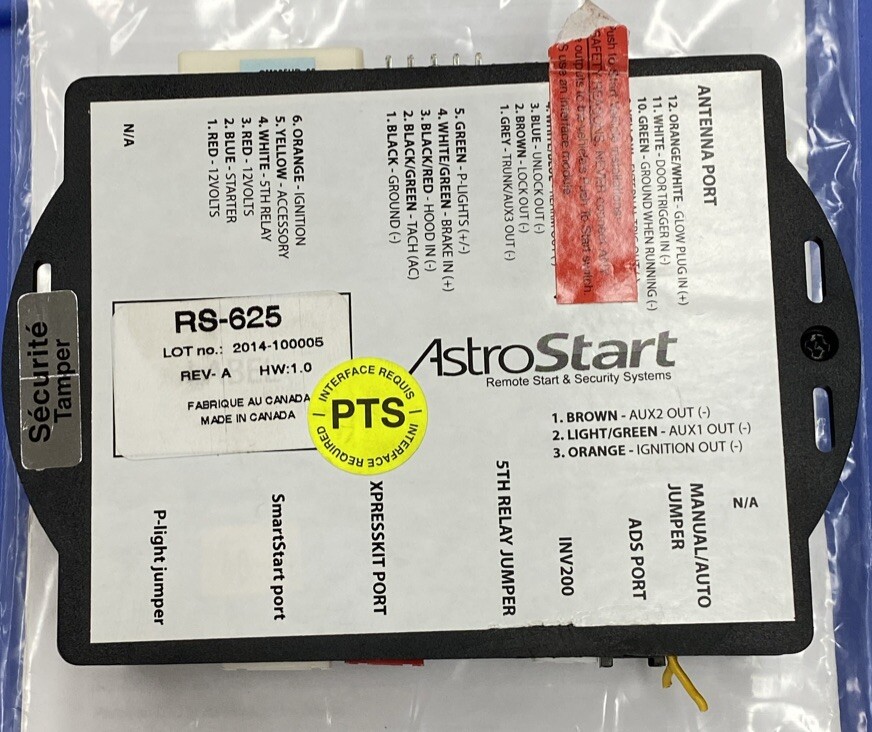 ANTENNA PORT
12. ORANGE/WHITE - GLOW PLUG IN (+)
11. WHITE - DOOR TRIGGER IN (-)
10. GREEN - GROUND WHEN RUNNING (-)
3. BLUE - UNLOCK OUT (-)
2. BROWN - LOCK OUT (-)
1. GREY - TRUNK/AUX3 OUT (-)
5. GREEN - P-LIGHTS (+/-)
4. WHITE/GREEN - BRAKE IN (+)
3. BLACK/RED - HOOD IN (-)
2. BLACK/GREEN - TACH (AC)
1. BLACK - GROUND (-)
6. ORANGE - IGNITION
5. YELLOW - ACCESSORY
4. WHITE - 5TH RELAY
3. RED - 12VOLTS
2. BLUE - STARTER
1. RED - 12VOLTS
N/A
Sécurité
Tamper
RS-625
LOT no.: 2014-100005
REV- A HW:1.0
FABRIQUE AU CANADA
MADE IN CANADA
INTERFACE REQUIS
PTS
INTERFACE REQUIRED
AstroStart
Remote Start & Security Systems
1. BROWN - AUX2 OUT (-)
2. LIGHT/GREEN - AUX1 OUT (-)
3. ORANGE - IGNITION OUT (-)
N/A
MANUAL/AUTO
JUMPER
ADS PORT
INV200
5TH RELAY JUMPER
XPRESSKIT PORT
SmartStart port
P-light jumper